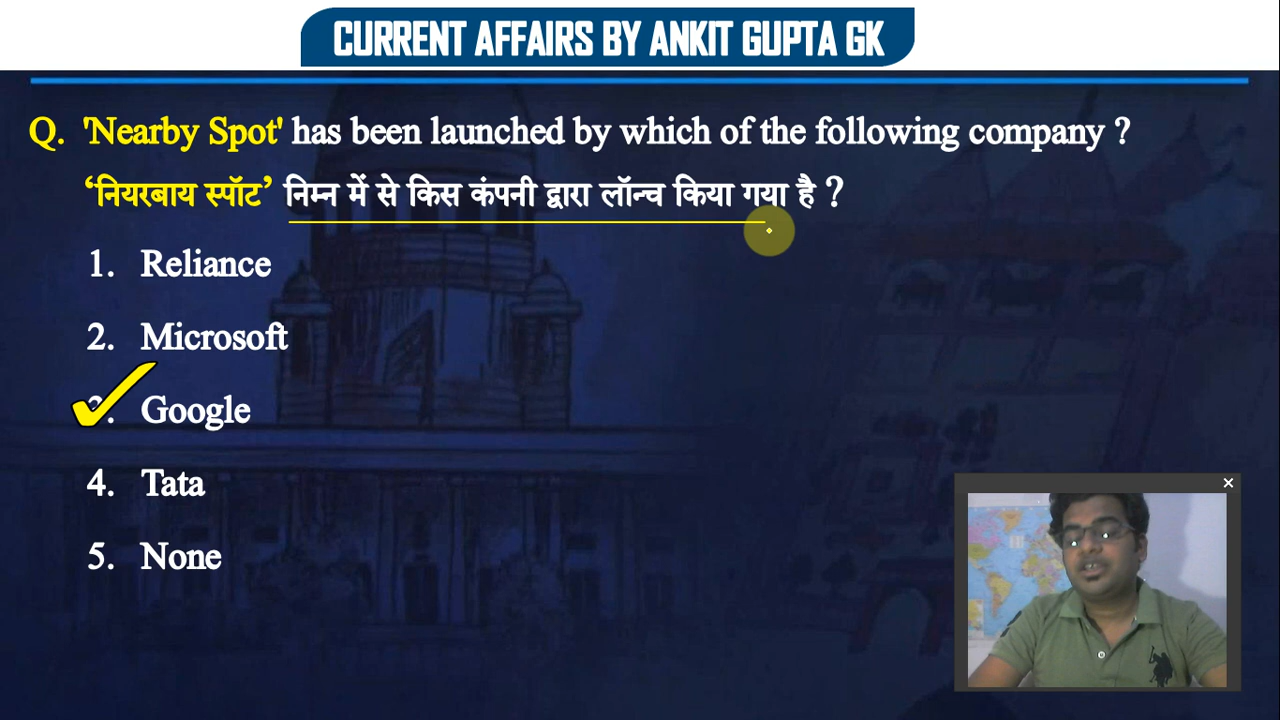 CURRENT AFFAIRS BY ANKIT GUPTA GK
Q. 'Nearby Spot' has been launched by which of the following company ?
‘नियरबाय स्पॉट’ निम्न में से किस कंपनी द्वारा लॉन्च किया गया है ?
1. Reliance
2. Microsoft
3. Google
4. Tata
5. None